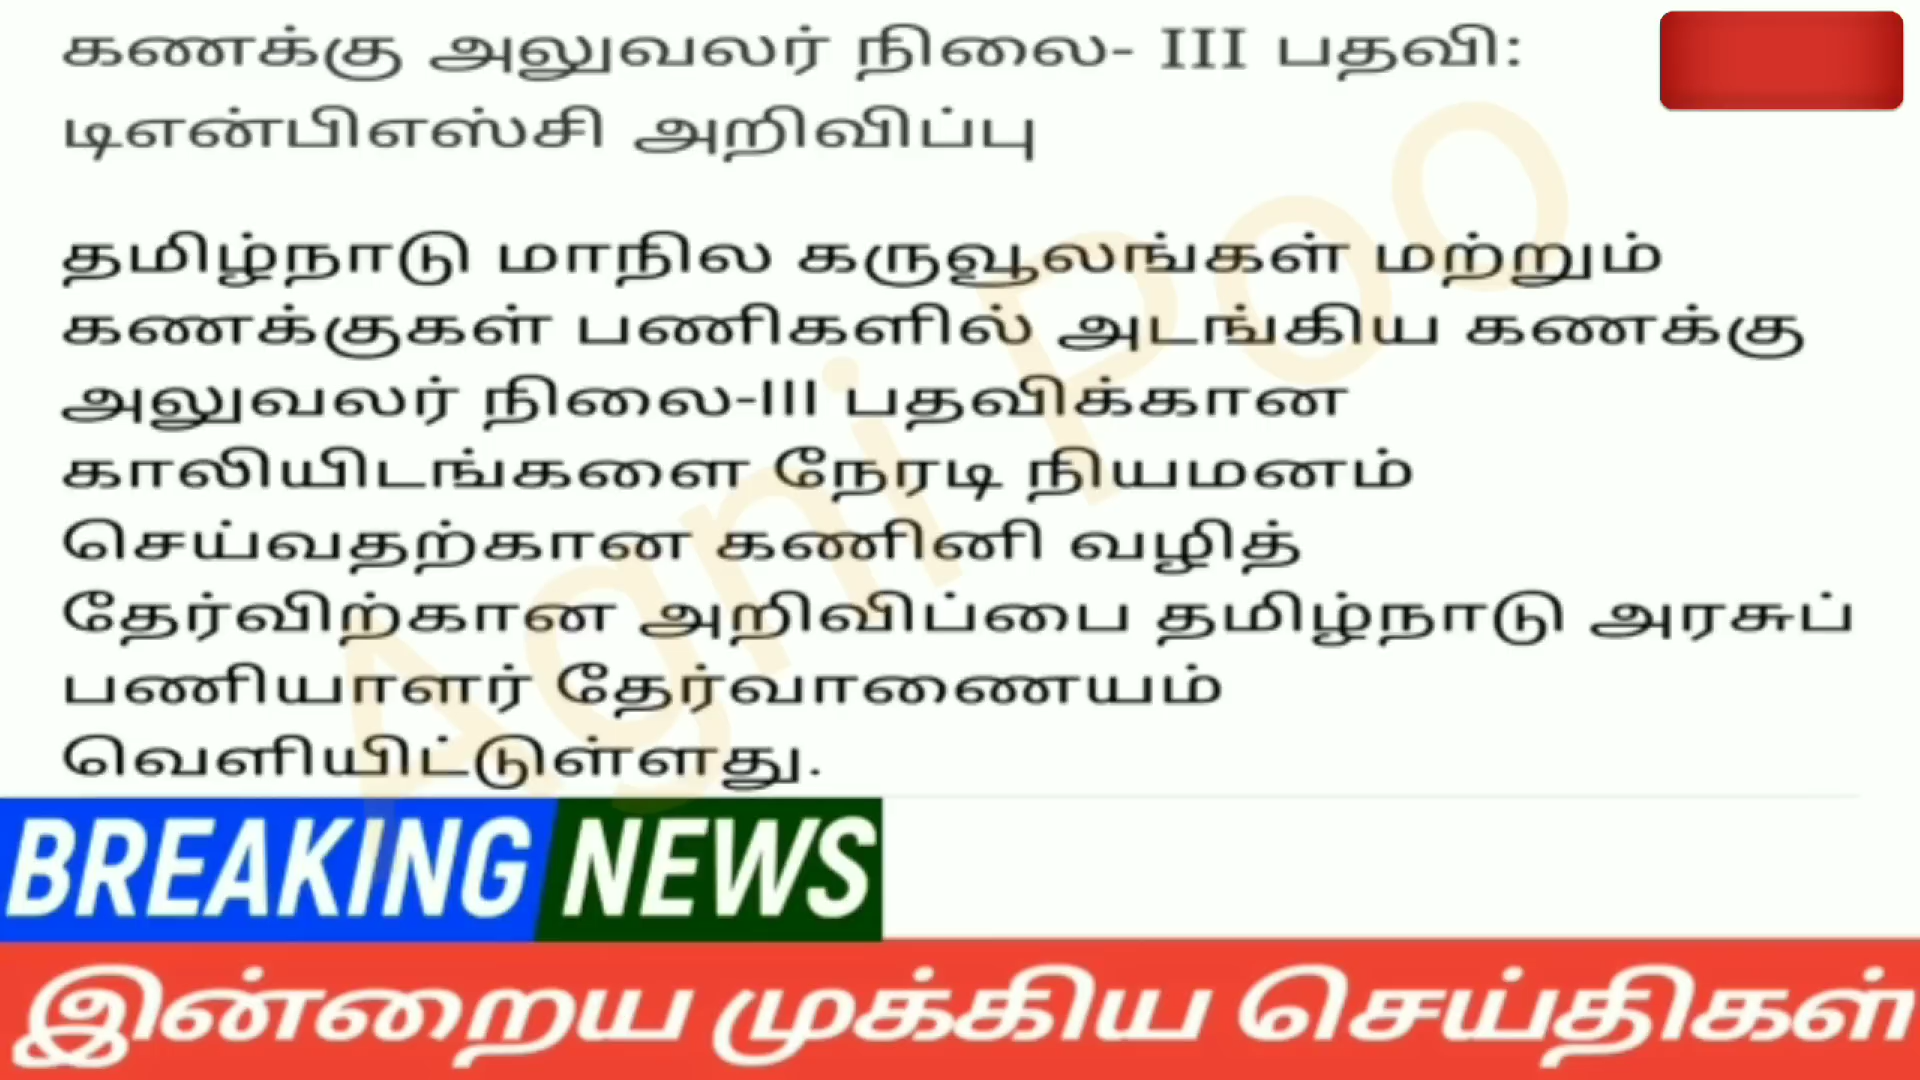 கணக்கு அலுவலர் நிலை- III பதவி:
டிஎன்பிஎஸ்சி அறிவிப்பு
தமிழ்நாடு மாநில கருவூலங்கள் மற்றும்
கணக்குகள் பணிகளில் அடங்கிய கணக்கு
அலுவலர் நிலை-III பதவிக்கான
காலியிடங்களை நேரடி நியமனம்
செய்வதற்கான கணினி வழித்
தேர்விற்கான அறிவிப்பை தமிழ்நாடு அரசுப்
பணியாளர் தேர்வாணையம்
வெளியிட்டுள்ளது.
Agni Poo
BREAKING NEWS
இன்றைய முக்கிய செய்திகள்